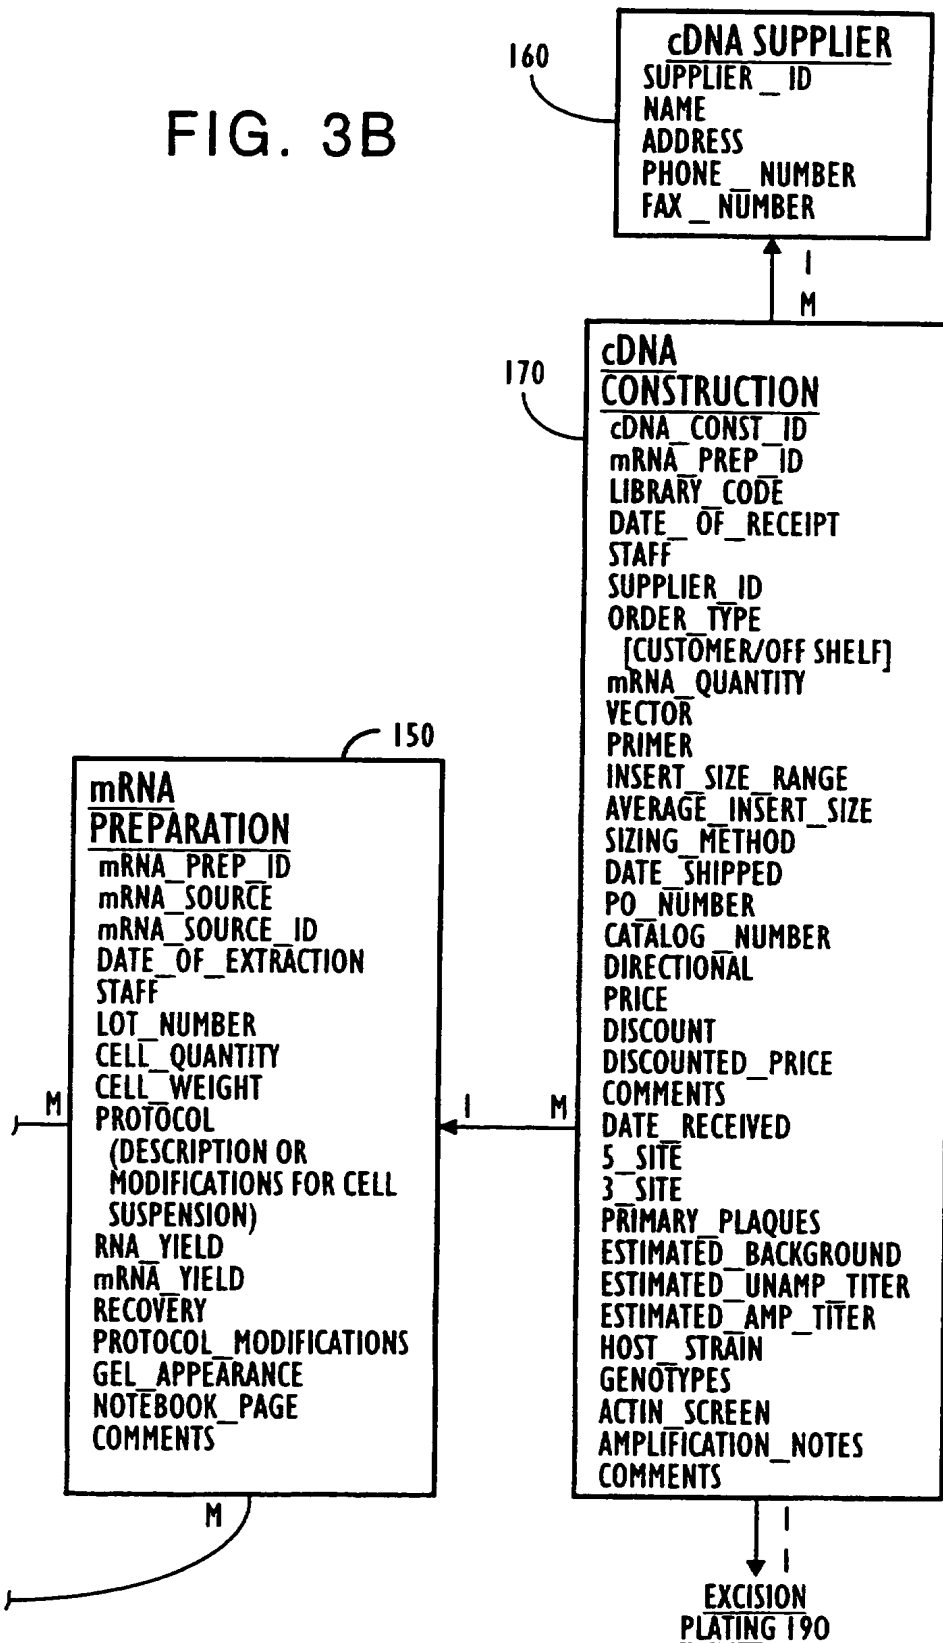 FIG. 3B
160
cDNA SUPPLIER
SUPPLIER_ID
NAME
ADDRESS
PHONE_NUMBER
FAX_NUMBER
1
M
170
cDNA
CONSTRUCTION
cDNA_CONST_ID
mRNA_PREP_ID
LIBRARY_CODE
DATE_OF_RECEIPT
STAFF
SUPPLIER_ID
ORDER_TYPE
[CUSTOMER/OFF SHELF]
mRNA_QUANTITY
VECTOR
PRIMER
INSERT_SIZE_RANGE
AVERAGE_INSERT_SIZE
SIZING_METHOD
DATE_SHIPPED
PO_NUMBER
CATALOG_NUMBER
DIRECTIONAL
PRICE
DISCOUNT
DISCOUNTED_PRICE
COMMENTS
DATE_RECEIVED
5_SITE
3_SITE
PRIMARY_PLAQUES
ESTIMATED_BACKGROUND
ESTIMATED_UNAMP_TITER
ESTIMATED_AMP_TITER
HOST_STRAIN
GENOTYPES
ACTIN_SCREEN
AMPLIFICATION_NOTES
COMMENTS
150
mRNA
PREPARATION
mRNA_PREP_ID
mRNA_SOURCE
mRNA_SOURCE_ID
DATE_OF_EXTRACTION
STAFF
LOT_NUMBER
CELL_QUANTITY
CELL_WEIGHT
PROTOCOL
(DESCRIPTION OR
MODIFICATIONS FOR CELL
SUSPENSION)
RNA_YIELD
mRNA_YIELD
RECOVERY
PROTOCOL_MODIFICATIONS
GEL_APPEARANCE
NOTEBOOK_PAGE
COMMENTS
M
1
M
M
1
1
EXCISION
PLATING 190